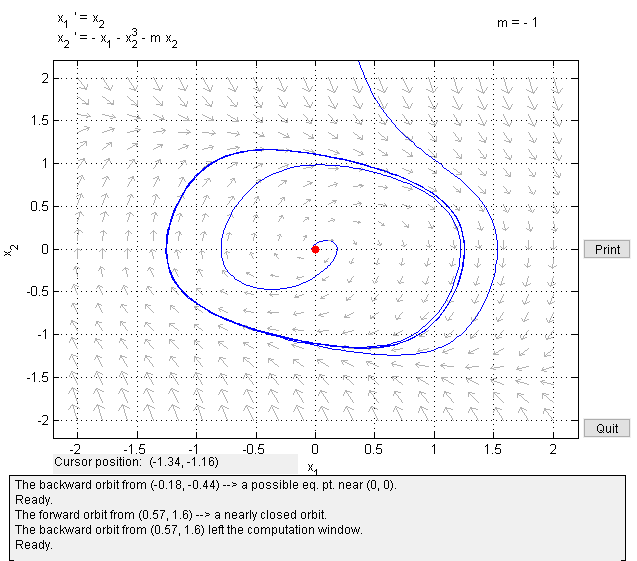 x1 ' = x2
x2 ' = - x1 - x2^3 - m x2
m = - 1
2
1.5
1
0.5
0
-0.5
-1
-1.5
-2
x2
-2 -1.5 -1 -0.5 0 0.5 1 1.5 2
x1
Print
Quit
Cursor position: (-1.34, -1.16)
The backward orbit from (-0.18, -0.44) --> a possible eq. pt. near (0, 0).
Ready.
The forward orbit from (0.57, 1.6) --> a nearly closed orbit.
The backward orbit from (0.57, 1.6) left the computation window.
Ready.